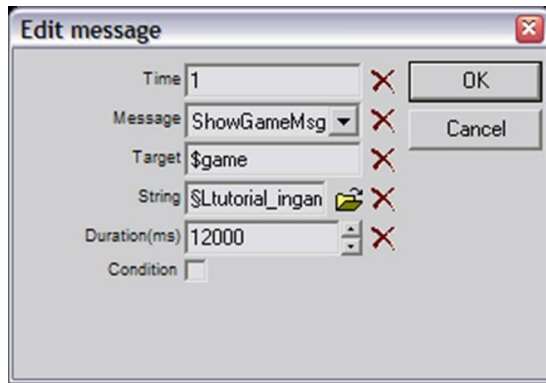 Edit message
Time 1 OK
Message ShowGameMsg Cancel
Target $game
String §Ltutorial_ingan
Duration(ms) 12000
Condition